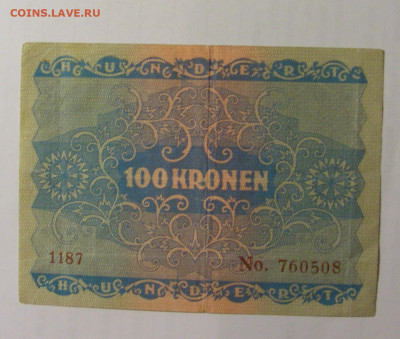 COINS.LAVE.RU
HUNDERT
100 KRONEN
1187 No. 760508
HUNDERT